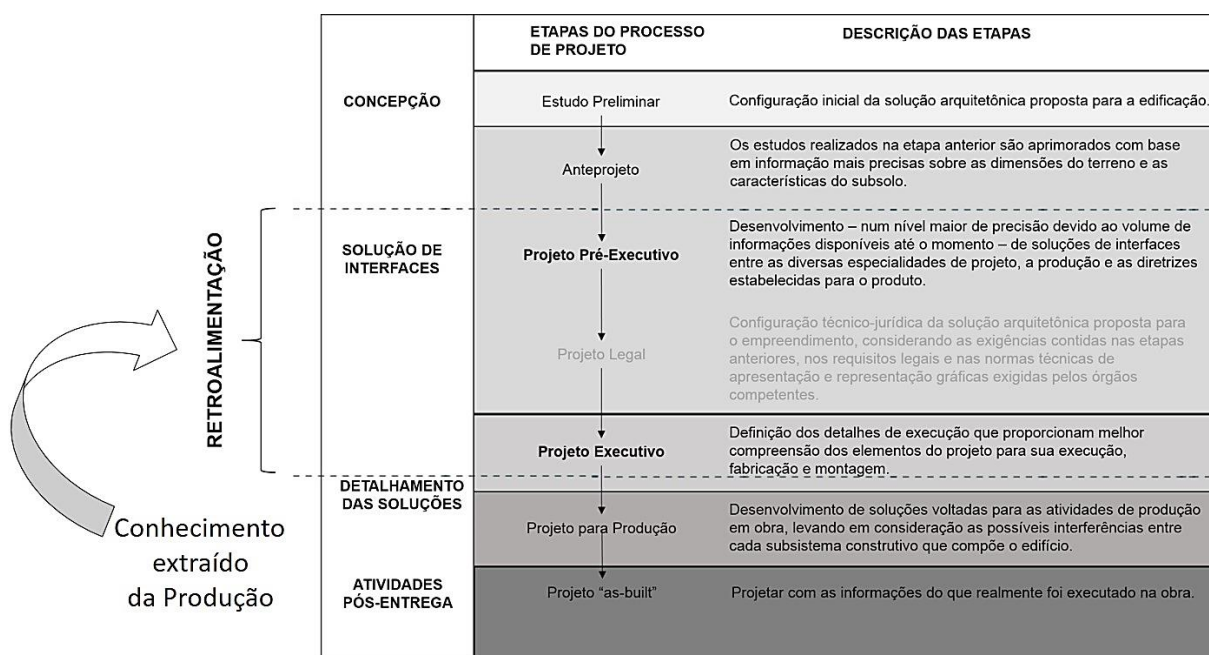 ETAPAS DO PROCESSO
DE PROJETO
DESCRIÇÃO DAS ETAPAS
CONCEPÇÃO
Estudo Preliminar
Configuração inicial da solução arquitetônica proposta para a edificação.
Anteprojeto
Os estudos realizados na etapa anterior são aprimorados com base
em informação mais precisas sobre as dimensões do terreno e as
características do subsolo.
RETROALIMENTAÇÃO
SOLUÇÃO DE
INTERFACES
Projeto Pré-Executivo
Desenvolvimento – num nível maior de precisão devido ao volume de
informações disponíveis até o momento – de soluções de interfaces
entre as diversas especialidades de projeto, a produção e as diretrizes
estabelecidas para o produto.
Projeto Legal
Configuração técnico-jurídica da solução arquitetônica proposta para
o empreendimento, considerando as exigências contidas nas etapas
anteriores, nos requisitos legais e nas normas técnicas de
apresentação e representação gráficas exigidas pelos órgãos
competentes.
Projeto Executivo
Definição dos detalhes de execução que proporcionam melhor
compreensão dos elementos do projeto para sua execução,
fabricação e montagem.
DETALHAMENTO
DAS SOLUÇÕES
Projeto para Produção
Desenvolvimento de soluções voltadas para as atividades de produção
em obra, levando em consideração as possíveis interferências entre
cada subsistema construtivo que compõe o edifício.
Conhecimento
extraído
da Produção
ATIVIDADES
PÓS-ENTREGA
Projeto "as-built"
Projetar com as informações do que realmente foi executado na obra.